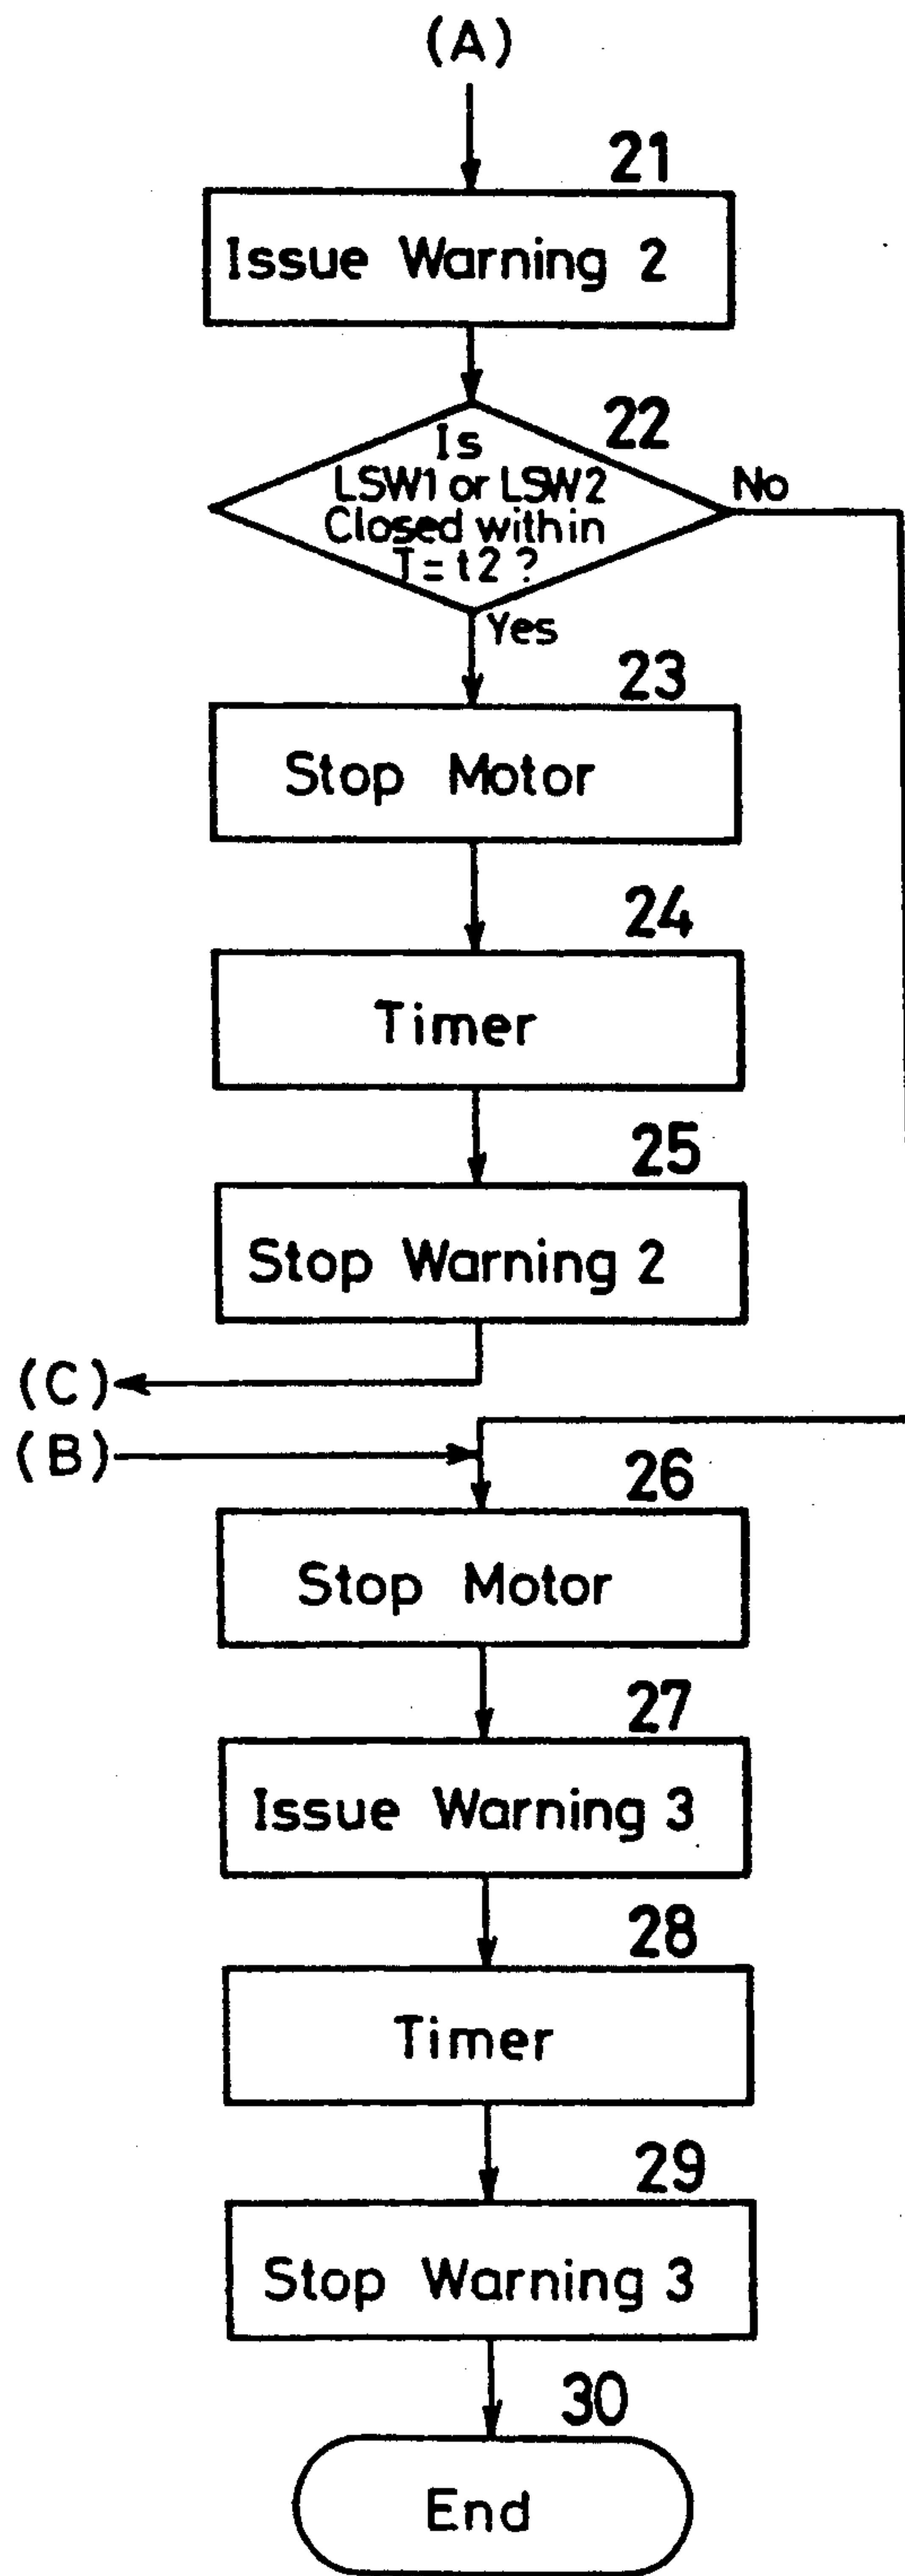 (A)
21
Issue Warning 2
22
Is
LSW1 or LSW2
Closed within
T=t2?
No
Yes
23
Stop Motor
24
Timer
25
Stop Warning 2
(C)
(B)
26
Stop Motor
27
Issue Warning 3
28
Timer
29
Stop Warning 3
30
End